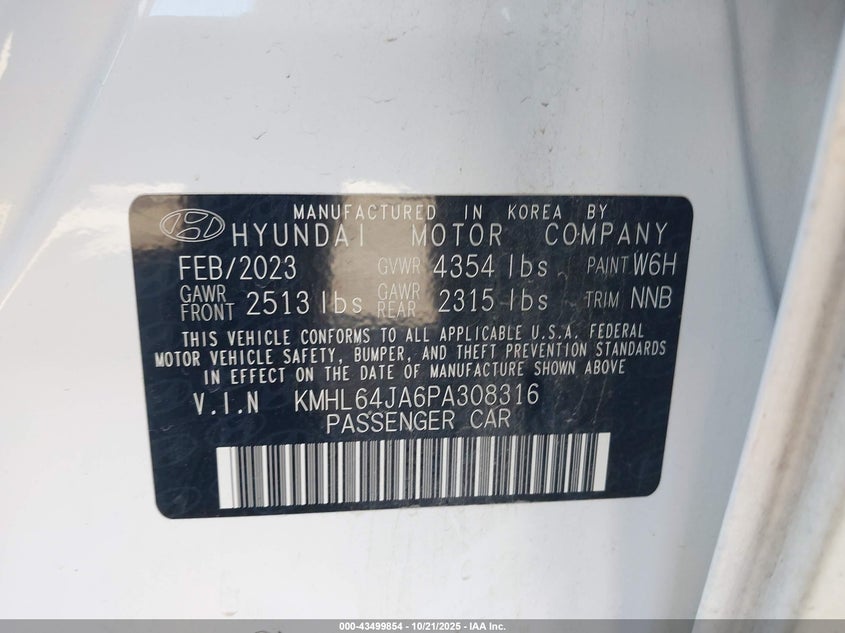 MANUFACTURED IN KOREA BY
HYUNDAI MOTOR COMPANY
FEB/2023 GVWR 4354 lbs PAINT W6H
GAWR FRONT 2513 lbs GAWR REAR 2315 lbs TRIM NNB
THIS VEHICLE CONFORMS TO ALL APPLICABLE U.S.A. FEDERAL
MOTOR VEHICLE SAFETY, BUMPER, AND THEFT PREVENTION STANDARDS
IN EFFECT ON THE DATE OF MANUFACTURE SHOWN ABOVE
V.I.N KMHL64JA6PA308316
PASSENGER CAR
000-43499854 - 10/21/2025 - IAA Inc.